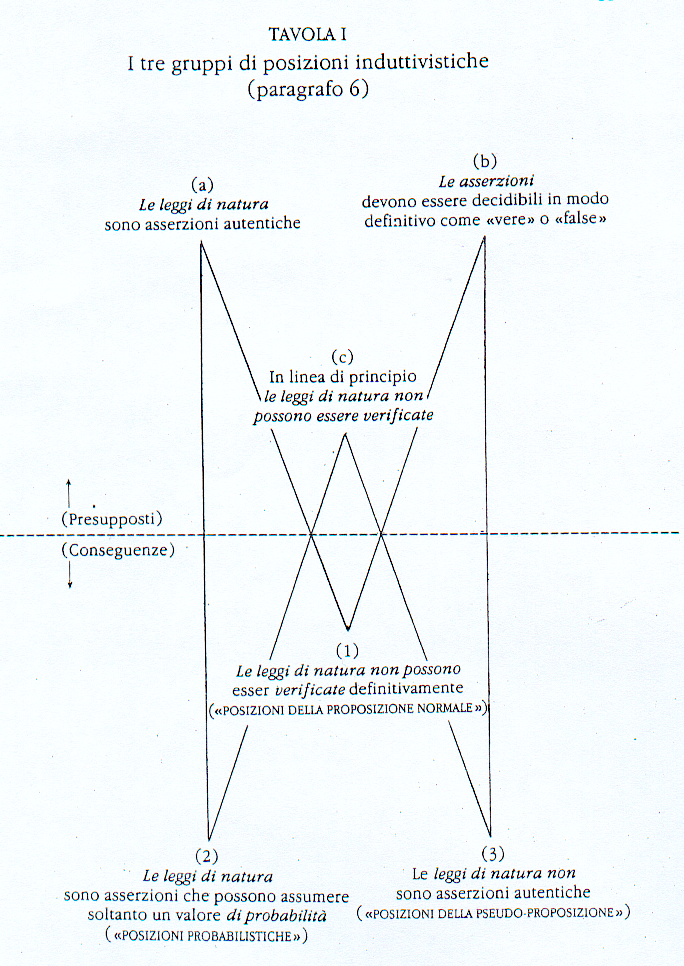 TAVOLA I
I tre gruppi di posizioni induttivistiche
(paragrafo 6)
(a)
Le leggi di natura
sono asserzioni autentiche
(b)
Le asserzioni
devono essere decidibili in modo
definitivo come «vere» o «false»
(c)
In linea di principio
le leggi di natura non
possono essere verificate
(Presupposti)
(Conseguenze)
(1)
Le leggi di natura non possono
esser verificate definitivamente
(«POSIZIONI DELLA PROPOSIZIONE NORMALE»)
(2)
Le leggi di natura
sono asserzioni che possono assumere
soltanto un valore di probabilità
(«POSIZIONI PROBABILISTICHE»)
(3)
Le leggi di natura non
sono asserzioni autentiche
(«POSIZIONI DELLA PSEUDO-PROPOSIZIONE»)